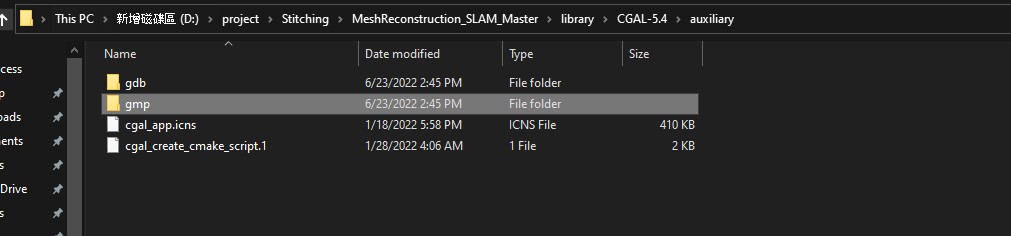 This PC > 新增磁碟區 (D:) > project > Stitching > MeshReconstruction_SLAM_Master > library > CGAL-5.4 > auxiliary
Name Date modified Type Size
cess
gdb 6/23/2022 2:45 PM File folder
p
gmp 6/23/2022 2:45 PM File folder
oads
cgal_app.icns 1/18/2022 5:58 PM ICNS File 410 KB
ments
cgal_create_cmake_script.1 1/28/2022 4:06 AM 1 File 2 KB
s
Drive
s